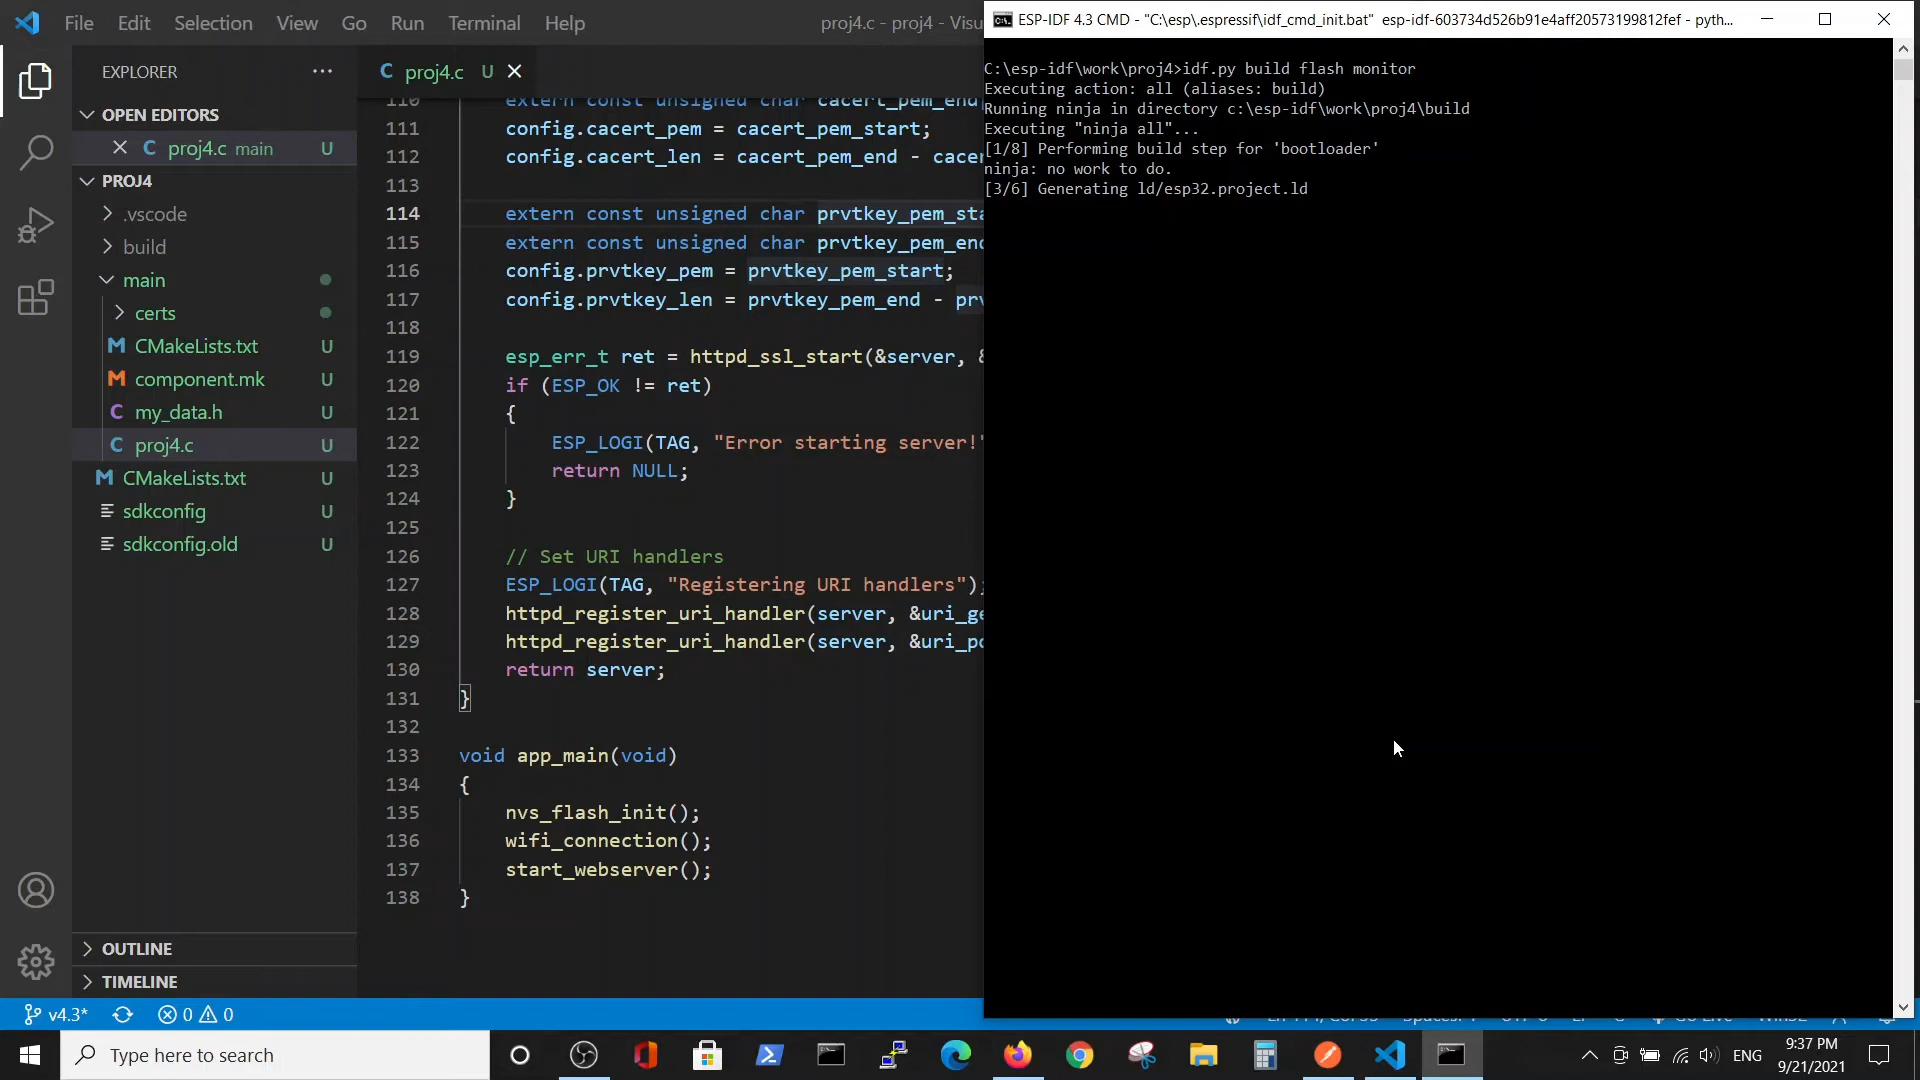 File Edit Selection View Go Run Terminal Help
proj4.c - proj4 - Visu
EXPLORER
OPEN EDITORS
proj4.c main U
PROJ4
.vscode
build
main
certs
CMakeLists.txt U
component.mk U
my_data.h U
proj4.c U
CMakeLists.txt U
sdkconfig U
sdkconfig.old U
OUTLINE
TIMELINE
proj4.c U
110 extern const unsigned char cacert_pem_end
111 config.cacert_pem = cacert_pem_start;
112 config.cacert_len = cacert_pem_end - cacer
113
114 extern const unsigned char prvtkey_pem_sta
115 extern const unsigned char prvtkey_pem_end
116 config.prvtkey_pem = prvtkey_pem_start;
117 config.prvtkey_len = prvtkey_pem_end - prv
118
119 esp_err_t ret = httpd_ssl_start(&server, &
120 if (ESP_OK != ret)
121 {
122 ESP_LOGI(TAG, "Error starting server!"
123 return NULL;
124 }
125
126 // Set URI handlers
127 ESP_LOGI(TAG, "Registering URI handlers");
128 httpd_register_uri_handler(server, &uri_ge
129 httpd_register_uri_handler(server, &uri_po
130 return server;
131 }
132
133 void app_main(void)
134 {
135 nvs_flash_init();
136 wifi_connection();
137 start_webserver();
138 }
ESP-IDF 4.3 CMD - "C:\esp\.espressif\idf_cmd_init.bat" esp-idf-603734d526b91e4aff20573199812fef - pyth...
C:\esp-idf\work\proj4>idf.py build flash monitor
Executing action: all (aliases: build)
Running ninja in directory c:\esp-idf\work\proj4\build
Executing "ninja all"...
[1/8] Performing build step for 'bootloader'
ninja: no work to do.
[3/6] Generating ld/esp32.project.ld
v4.3* 0 0
Type here to search
ENG
9:37 PM
9/21/2021